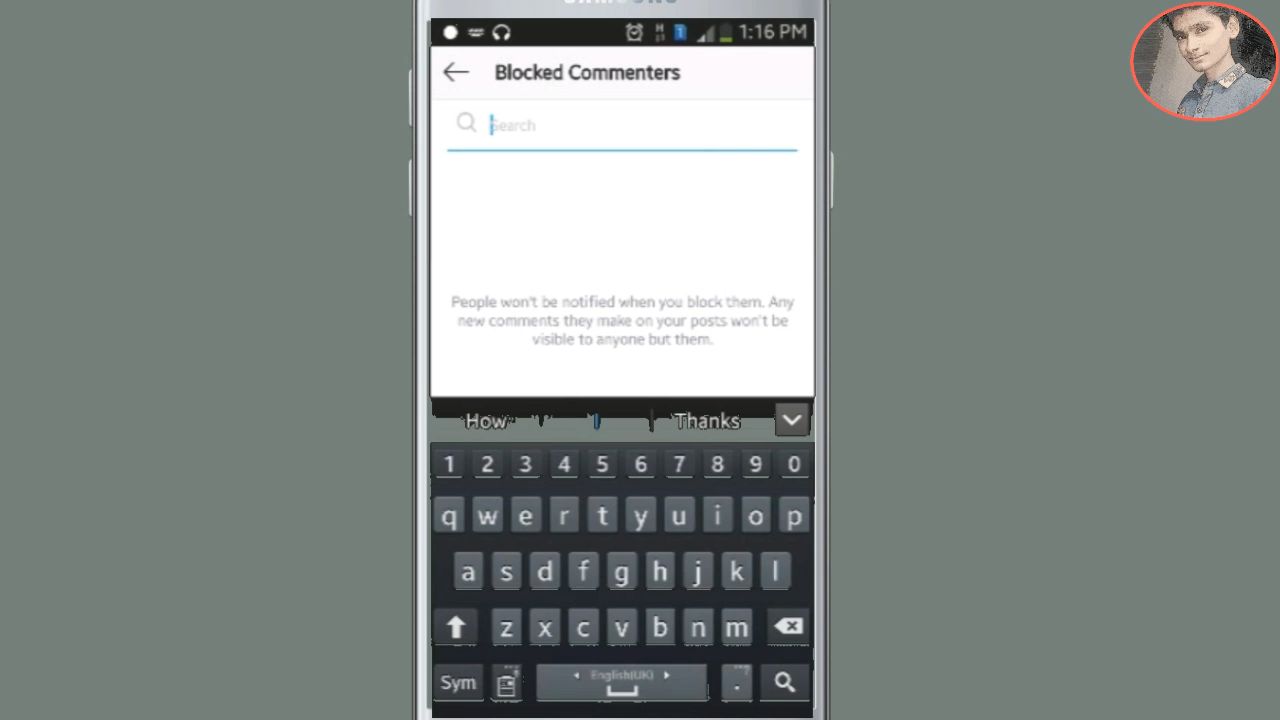 SAMSUNG
1:16 PM
Blocked Commenters
Search
People won't be notified when you block them. Any
new comments they make on your posts won't be
visible to anyone but them.
How I Thanks
1 2 3 4 5 6 7 8 9 0
q w e r t y u i o p
a s d f g h j k l
z x c v b n m
Sym English(UK) .